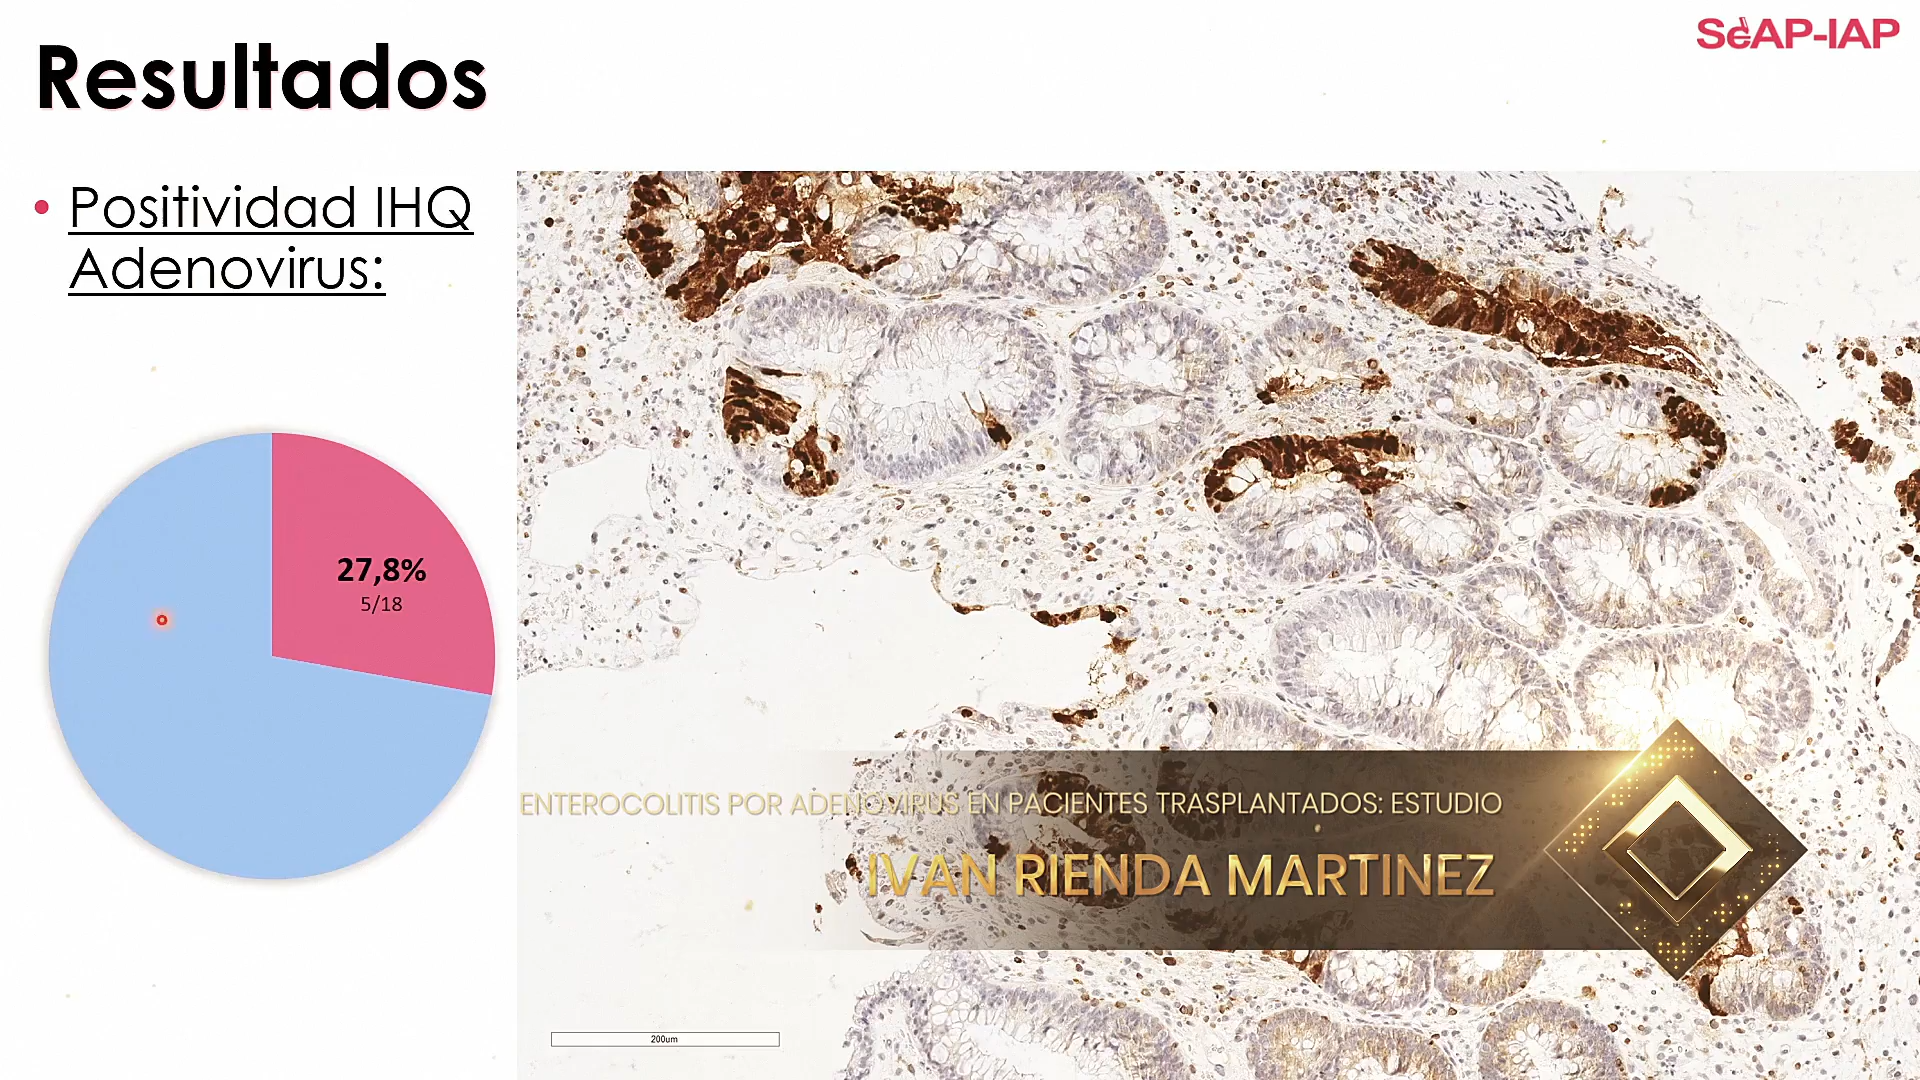 SEAP-IAP
Resultados
• Positividad IHQ
Adenovirus:
27,8%
5/18
ENTEROCOLITIS POR ADENOVIRUS EN PACIENTES TRASPLANTADOS: ESTUDIO
IVAN RIENDA MARTINEZ
200um